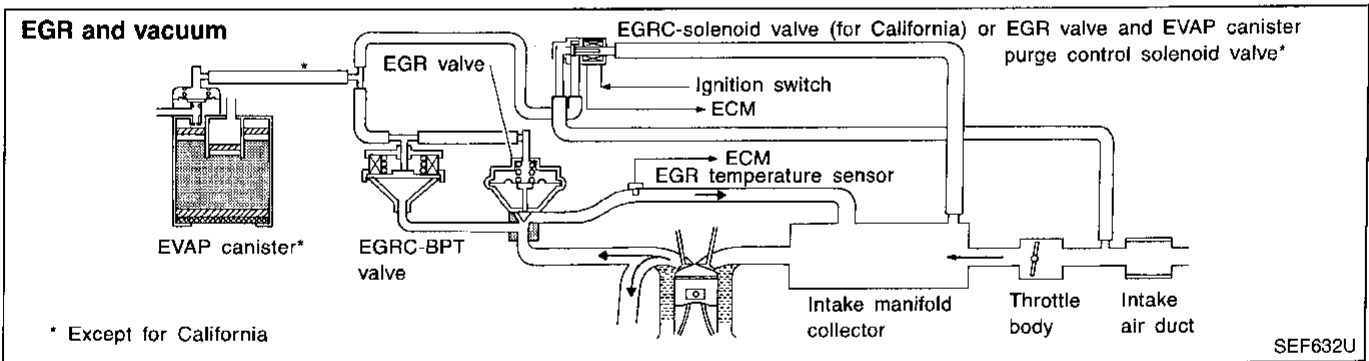 EGR and vacuum
EGRC-solenoid valve (for California) or EGR valve and EVAP canister
purge control solenoid valve*
*
EGR valve
Ignition switch
ECM
ECM
EGR temperature sensor
EVAP canister*
EGRC-BPT
valve
Intake manifold
collector
Throttle
body
Intake
air duct
* Except for California
SEF632U